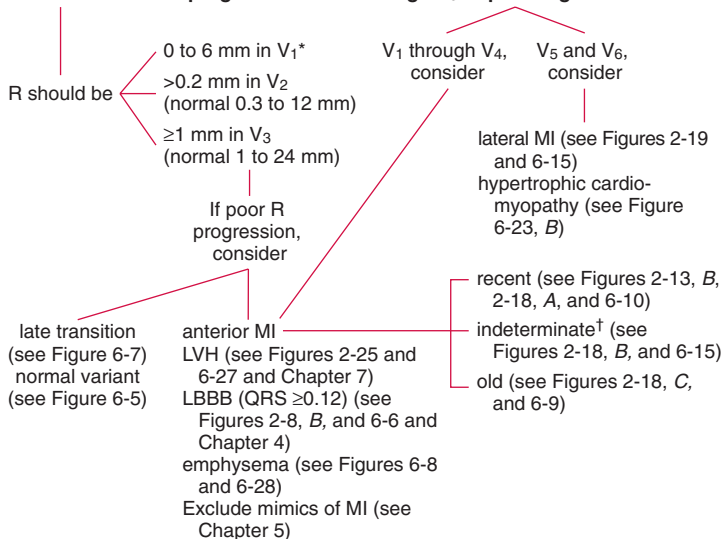 0 to 6 mm in V1*
R should be
>0.2 mm in V2
(normal 0.3 to 12 mm)
≥1 mm in V3
(normal 1 to 24 mm)
V1 through V4,
consider
V5 and V6,
consider
lateral MI (see Figures 2-19
and 6-15)
hypertrophic cardio-
myopathy (see Figure
6-23, B)
If poor R
progression,
consider
late transition
(see Figure 6-7)
normal variant
(see Figure 6-5)
anterior MI
LVH (see Figures 2-25 and
6-27 and Chapter 7)
LBBB (QRS ≥0.12) (see
Figures 2-8, B, and 6-6 and
Chapter 4)
emphysema (see Figures 6-8
and 6-28)
Exclude mimics of MI (see
Chapter 5)
recent (see Figures 2-13, B,
2-18, A, and 6-10)
indeterminate† (see
Figures 2-18, B, and 6-15)
old (see Figures 2-18, C,
and 6-9)